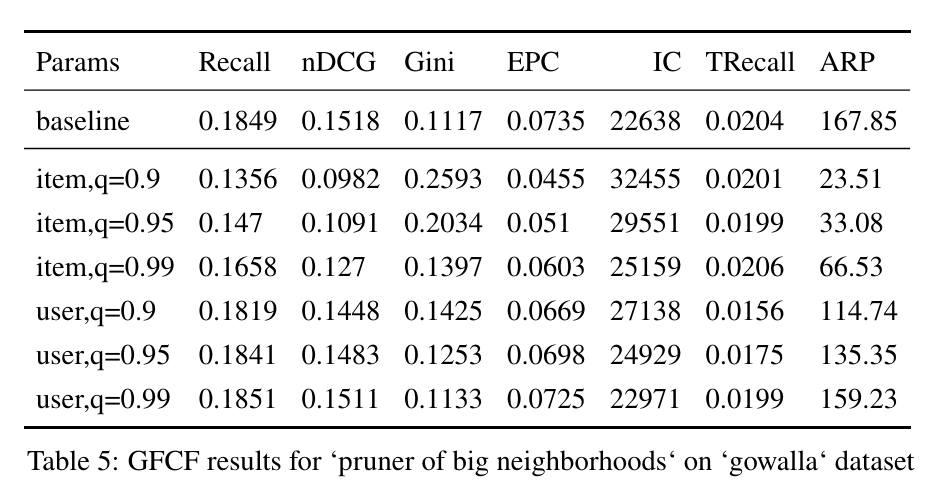 Params Recall nDCG Gini EPC IC TRecall ARP
baseline 0.1849 0.1518 0.1117 0.0735 22638 0.0204 167.85
item,q=0.9 0.1356 0.0982 0.2593 0.0455 32455 0.0201 23.51
item,q=0.95 0.147 0.1091 0.2034 0.051 29551 0.0199 33.08
item,q=0.99 0.1658 0.127 0.1397 0.0603 25159 0.0206 66.53
user,q=0.9 0.1819 0.1448 0.1425 0.0669 27138 0.0156 114.74
user,q=0.95 0.1841 0.1483 0.1253 0.0698 24929 0.0175 135.35
user,q=0.99 0.1851 0.1511 0.1133 0.0725 22971 0.0199 159.23
Table 5: GFCF results for ‘pruner of big neighborhoods‘ on ‘gowalla‘ dataset